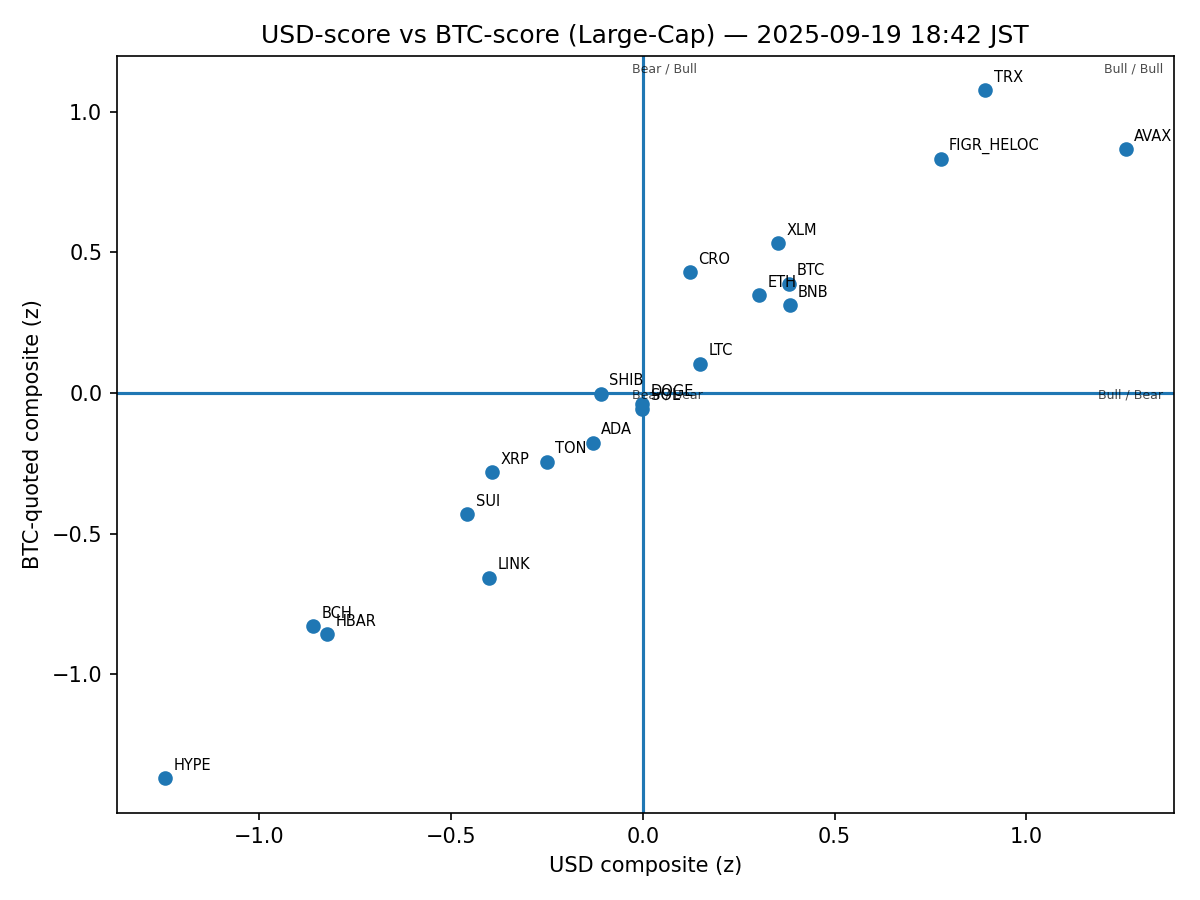 USD-score vs BTC-score (Large-Cap) — 2025-09-19 18:42 JST
Bear / Bull
Bull / Bull
TRX
AVAX
FIGR_HELOC
XLM
CRO
BTC
ETH
BNB
LTC
SHIB
DOGE
SOL
Bear / Bear
Bull / Bear
ADA
TON
XRP
SUI
LINK
BCH
HBAR
HYPE
1.0
0.5
0.0
−0.5
−1.0
BTC-quoted composite (z)
−1.0
−0.5
0.0
0.5
1.0
USD composite (z)